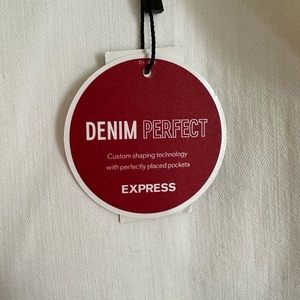 DENIM PERFECT
Custom shaping technology
with perfectly placed pockets
EXPRESS